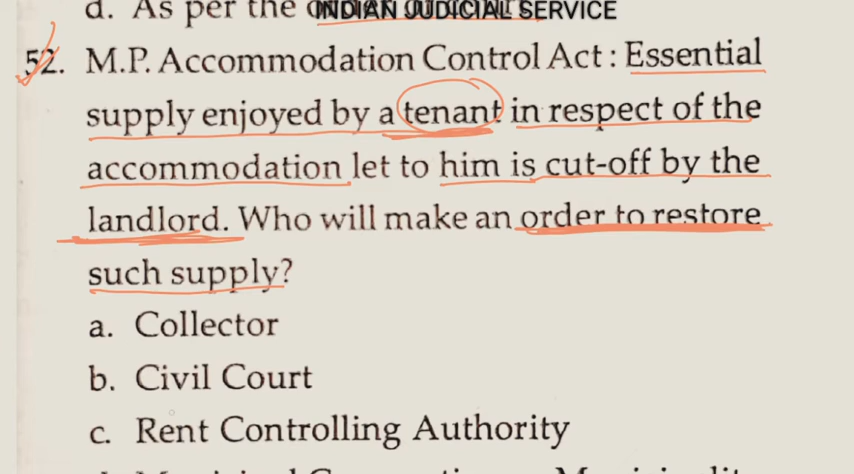 d. As per the
INDIAN JUDICIAL SERVICE
52. M.P. Accommodation Control Act : Essential
supply enjoyed by a tenant in respect of the
accommodation let to him is cut-off by the
landlord. Who will make an order to restore
such supply?
a. Collector
b. Civil Court
c. Rent Controlling Authority